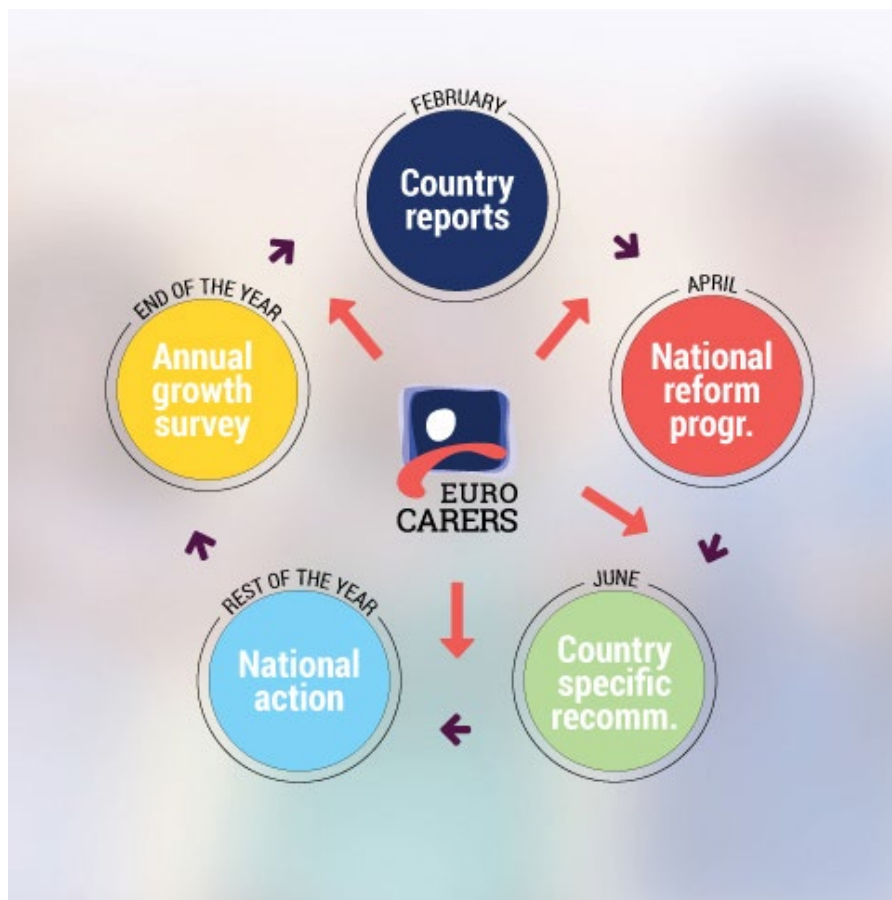 FEBRUARY
Country
reports
APRIL
National
reform
progr.
JUNE
Country
specific
recomm.
REST OF THE YEAR
National
action
END OF THE YEAR
Annual
growth
survey
EURO
CARERS